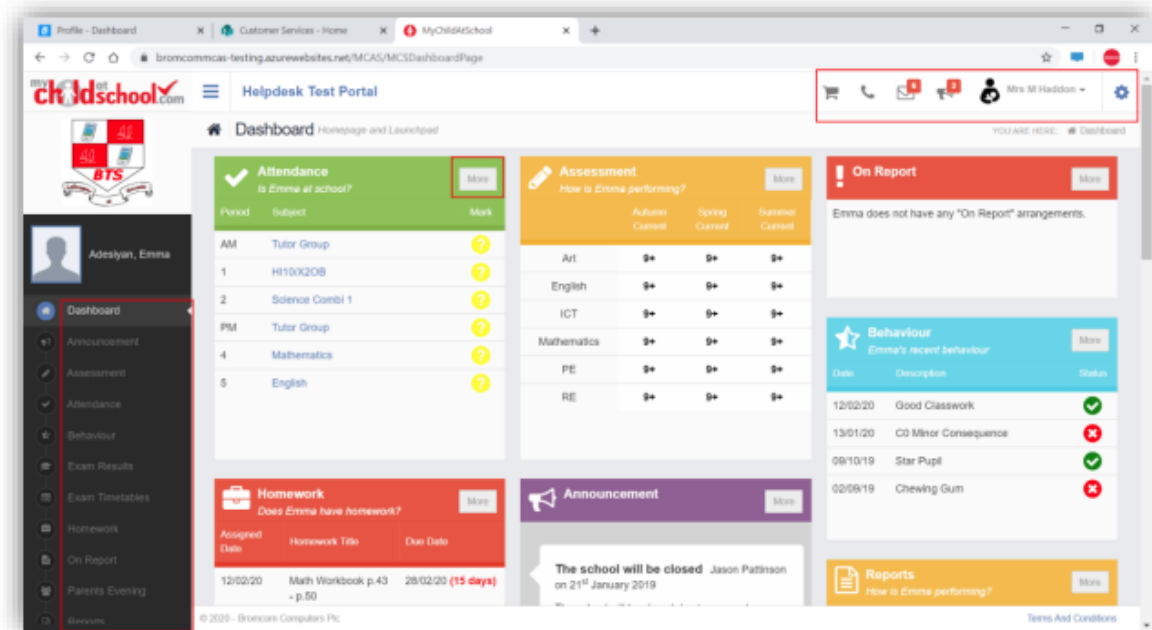 Profile - Dashboard
Customer Services - Home
MyChildAtSchool
bromcommcas-testing.azurewebsites.net/MCAS/MCSDashboardPage
my child at school.com
Helpdesk Test Portal
Mrs M Haddon
BTS
Dashboard Homepage and Launchpad
YOU ARE HERE: Dashboard
Adesiyan, Emma
Dashboard
Announcement
Assessment
Attendance
Behaviour
Exam Results
Exam Timetables
Homework
On Report
Parents Evening
Reports
Attendance
Is Emma at school?
More
Period Subject Mark
AM Tutor Group ?
1 HI10/X2OB ?
2 Science Combi 1 ?
PM Tutor Group ?
4 Mathematics ?
5 English ?
Assessment
How is Emma performing?
More
Autumn Current Spring Current Summer Current
Art 9+ 9+ 9+
English 9+ 9+ 9+
ICT 9+ 9+ 9+
Mathematics 9+ 9+ 9+
PE 9+ 9+ 9+
RE 9+ 9+ 9+
On Report
More
Emma does not have any "On Report" arrangements.
Behaviour
Emma's recent behaviour
More
Date Description Status
12/02/20 Good Classwork
13/01/20 C0 Minor Consequence
09/10/19 Star Pupil
02/09/19 Chewing Gum
Homework
Does Emma have homework?
More
Assigned Date Homework Title Due Date
12/02/20 Math Workbook p.43 28/02/20 (15 days)
- p.50
Announcement
More
The school will be closed Jason Pattinson
on 21st January 2019
Reports
How is Emma performing?
More
© 2020 - Bromcom Computers Plc
Terms And Conditions